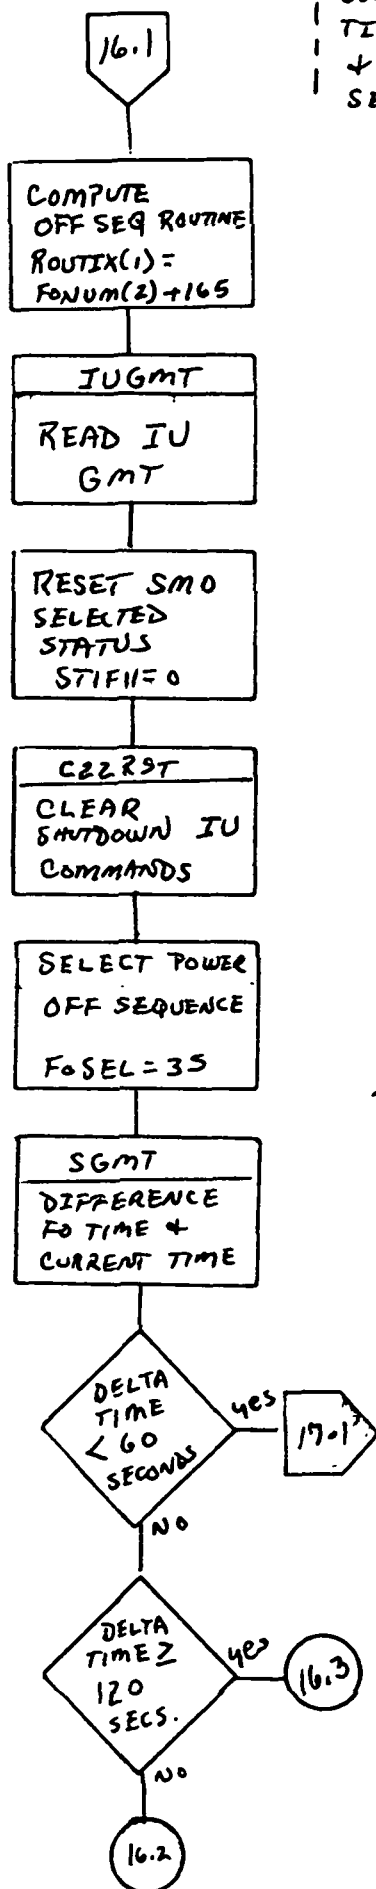 16.1
TI
&
SE
COMPUTE
OFF SEQ ROUTINE
ROUTIX(1) =
FONUM(2)+165
IUGMT
READ IU
GMT
RESET SMO
SELECTED
STATUS
STIF11=0
C22RST
CLEAR
SHUTDOWN IU
COMMANDS
SELECT POWER
OFF SEQUENCE
FOSEL=35
SGMT
DIFFERENCE
FO TIME &
CURRENT TIME
DELTA
TIME
< 60
SECONDS
yes
17.1
NO
DELTA
TIME ≥
120
SECS.
yes
16.3
NO
16.2